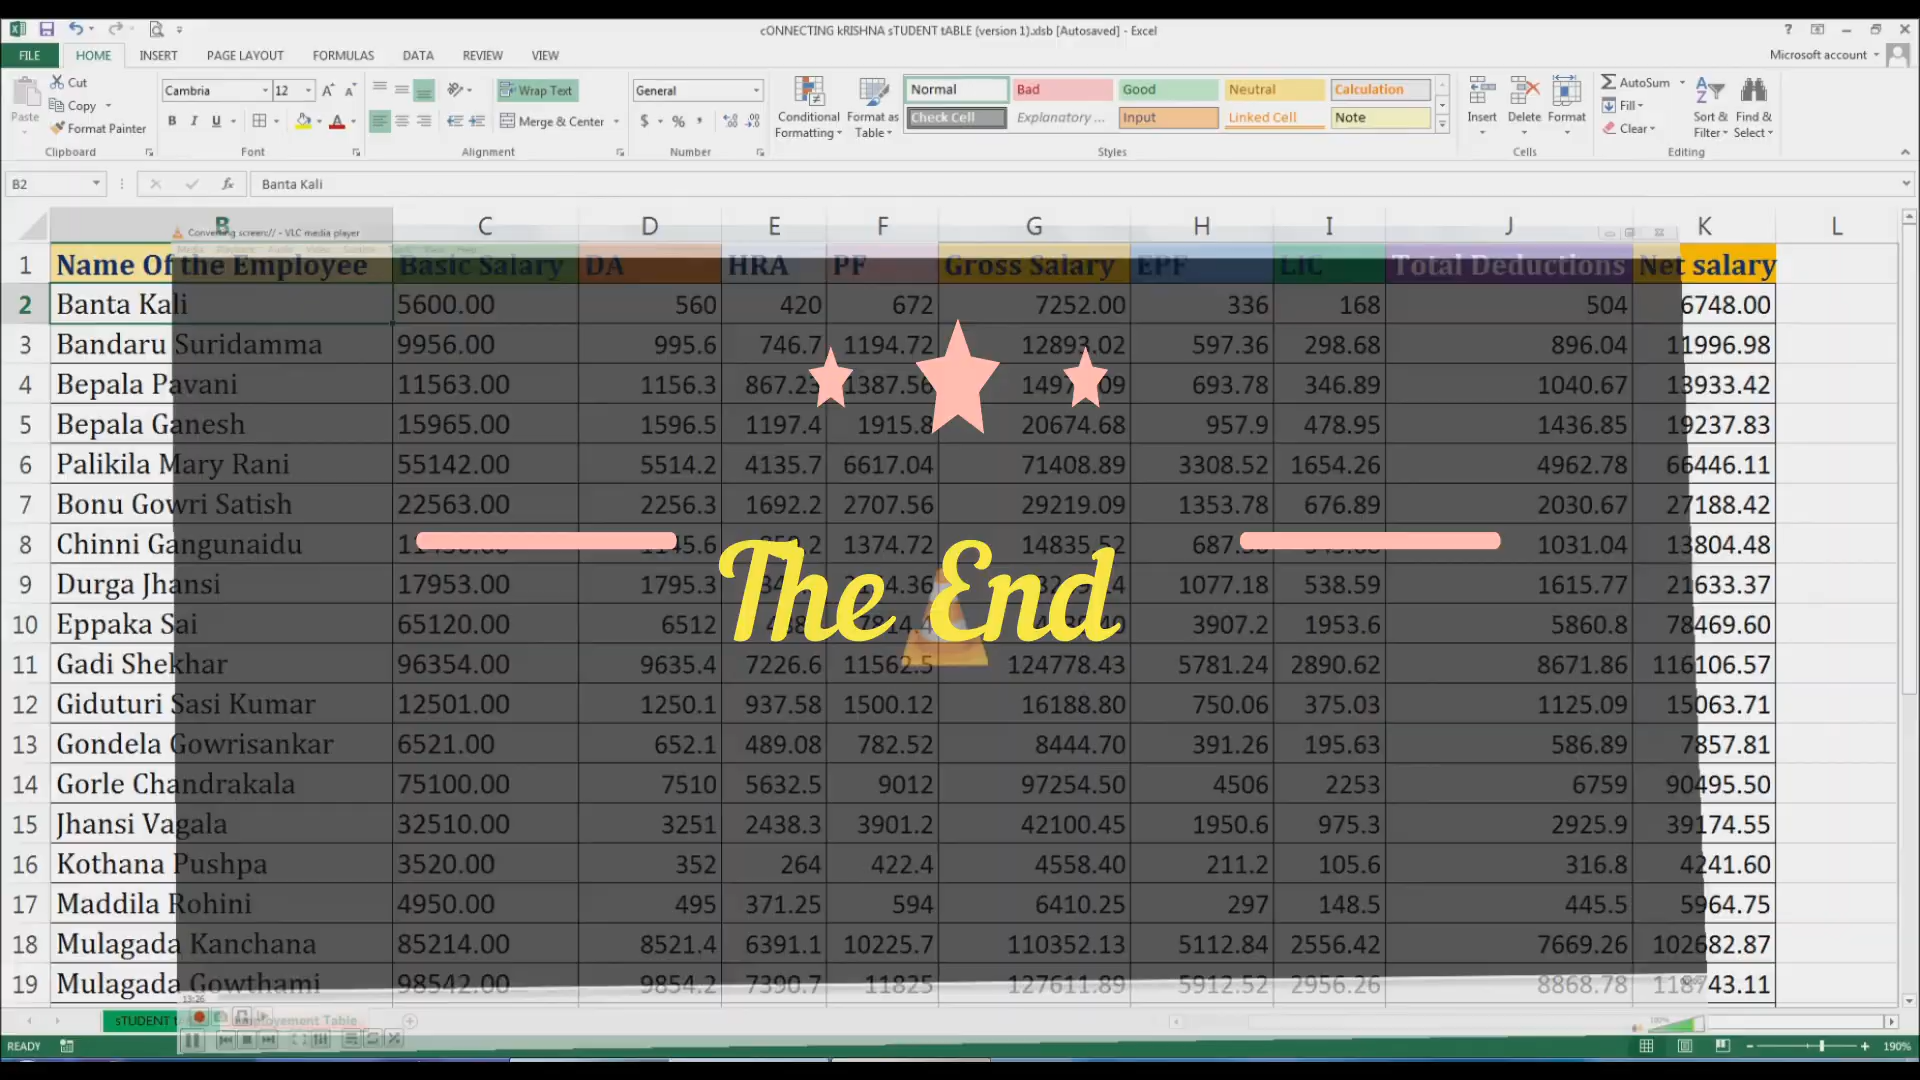 cONNECTING kRISHNA sTUDENT tABLE (version 1).xlsb [Autosaved] - Excel
FILE HOME INSERT PAGE LAYOUT FORMULAS DATA REVIEW VIEW Microsoft account
Cut
Copy
Format Painter
Paste
Clipboard
Cambria 12
B I U
Font
Wrap Text
Merge & Center
Alignment
General
$ % ,
Number
Conditional Formatting
Format as Table
Normal Bad Good Neutral Calculation
Check Cell Explanatory ... Input Linked Cell Note
Styles
Insert Delete Format
Cells
AutoSum
Fill
Clear
Sort & Filter
Find & Select
Editing
B2 fx Banta Kali
B C D E F G H I J K L
Converting screen:// - VLC media player
1 Name Of the Employee Basic Salary DA HRA PF Gross Salary EPF LIC Total Deductions Net salary
2 Banta Kali 5600.00 560 420 672 7252.00 336 168 504 6748.00
3 Bandaru Suridamma 9956.00 995.6 746.7 1194.72 12893.02 597.36 298.68 896.04 11996.98
4 Bepala Pavani 11563.00 1156.3 867.23 1387.56 693.78 346.89 1040.67 13933.42
5 Bepala Ganesh 15965.00 1596.5 1197.4 1915.8 20674.68 957.9 478.95 1436.85 19237.83
6 Palikila Mary Rani 55142.00 5514.2 4135.7 6617.04 71408.89 3308.52 1654.26 4962.78 66446.11
7 Bonu Gowri Satish 22563.00 2256.3 1692.2 2707.56 29219.09 1353.78 676.89 2030.67 27188.42
8 Chinni Gangunaidu 1374.72 14835.52 1031.04 13804.48
9 Durga Jhansi 17953.00 1795.3 1077.18 538.59 1615.77 21633.37
The End
10 Eppaka Sai 65120.00 6512 3907.2 1953.6 5860.8 78469.60
11 Gadi Shekhar 96354.00 9635.4 7226.6 11562.5 124778.43 5781.24 2890.62 8671.86 116106.57
12 Giduturi Sasi Kumar 12501.00 1250.1 937.58 1500.12 16188.80 750.06 375.03 1125.09 15063.71
13 Gondela Gowrisankar 6521.00 652.1 489.08 782.52 8444.70 391.26 195.63 586.89 7857.81
14 Gorle Chandrakala 75100.00 7510 5632.5 9012 97254.50 4506 2253 6759 90495.50
15 Jhansi Vagala 32510.00 3251 2438.3 3901.2 42100.45 1950.6 975.3 2925.9 39174.55
16 Kothana Pushpa 3520.00 352 264 422.4 4558.40 211.2 105.6 316.8 4241.60
17 Maddila Rohini 4950.00 495 371.25 594 6410.25 297 148.5 445.5 5964.75
18 Mulagada Kanchana 85214.00 8521.4 6391.1 10225.7 110352.13 5112.84 2556.42 7669.26 102682.87
19 Mulagada Gowthami 98542.00 9854.2 7390.7 11825 127611.89 5912.52 2956.26 8868.78 118743.11
13:26
sTUDENT Employement Table
READY 190%